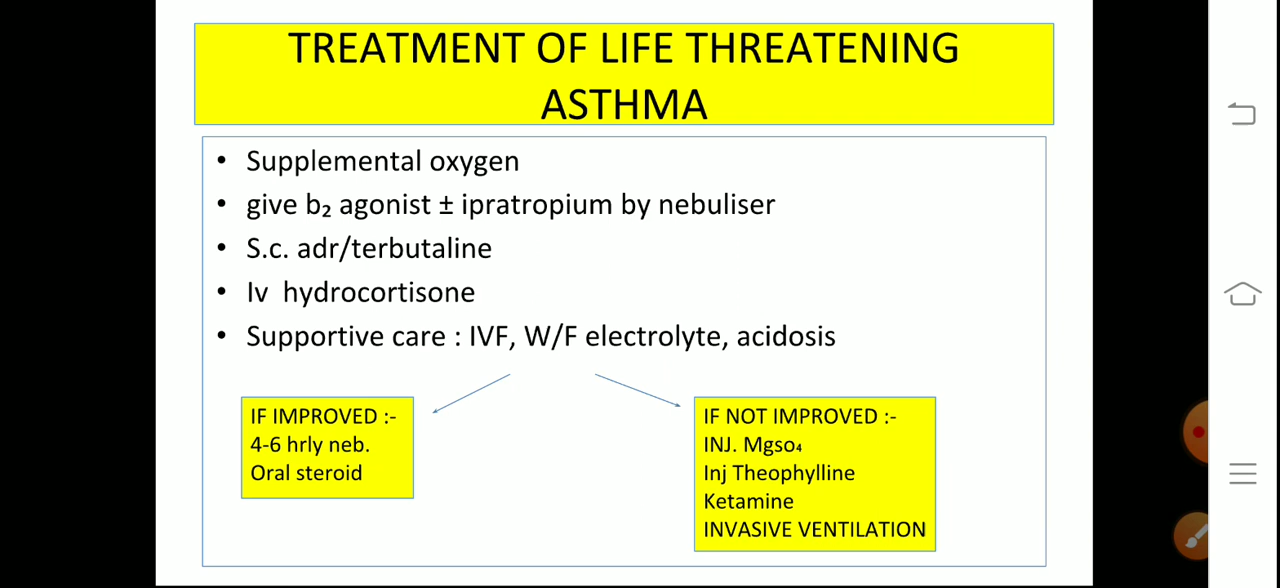 TREATMENT OF LIFE THREATENING
ASTHMA
• Supplemental oxygen
• give b₂ agonist ± ipratropium by nebuliser
• S.c. adr/terbutaline
• Iv hydrocortisone
• Supportive care : IVF, W/F electrolyte, acidosis
IF IMPROVED :-
4-6 hrly neb.
Oral steroid
IF NOT IMPROVED :-
INJ. Mgso₄
Inj Theophylline
Ketamine
INVASIVE VENTILATION